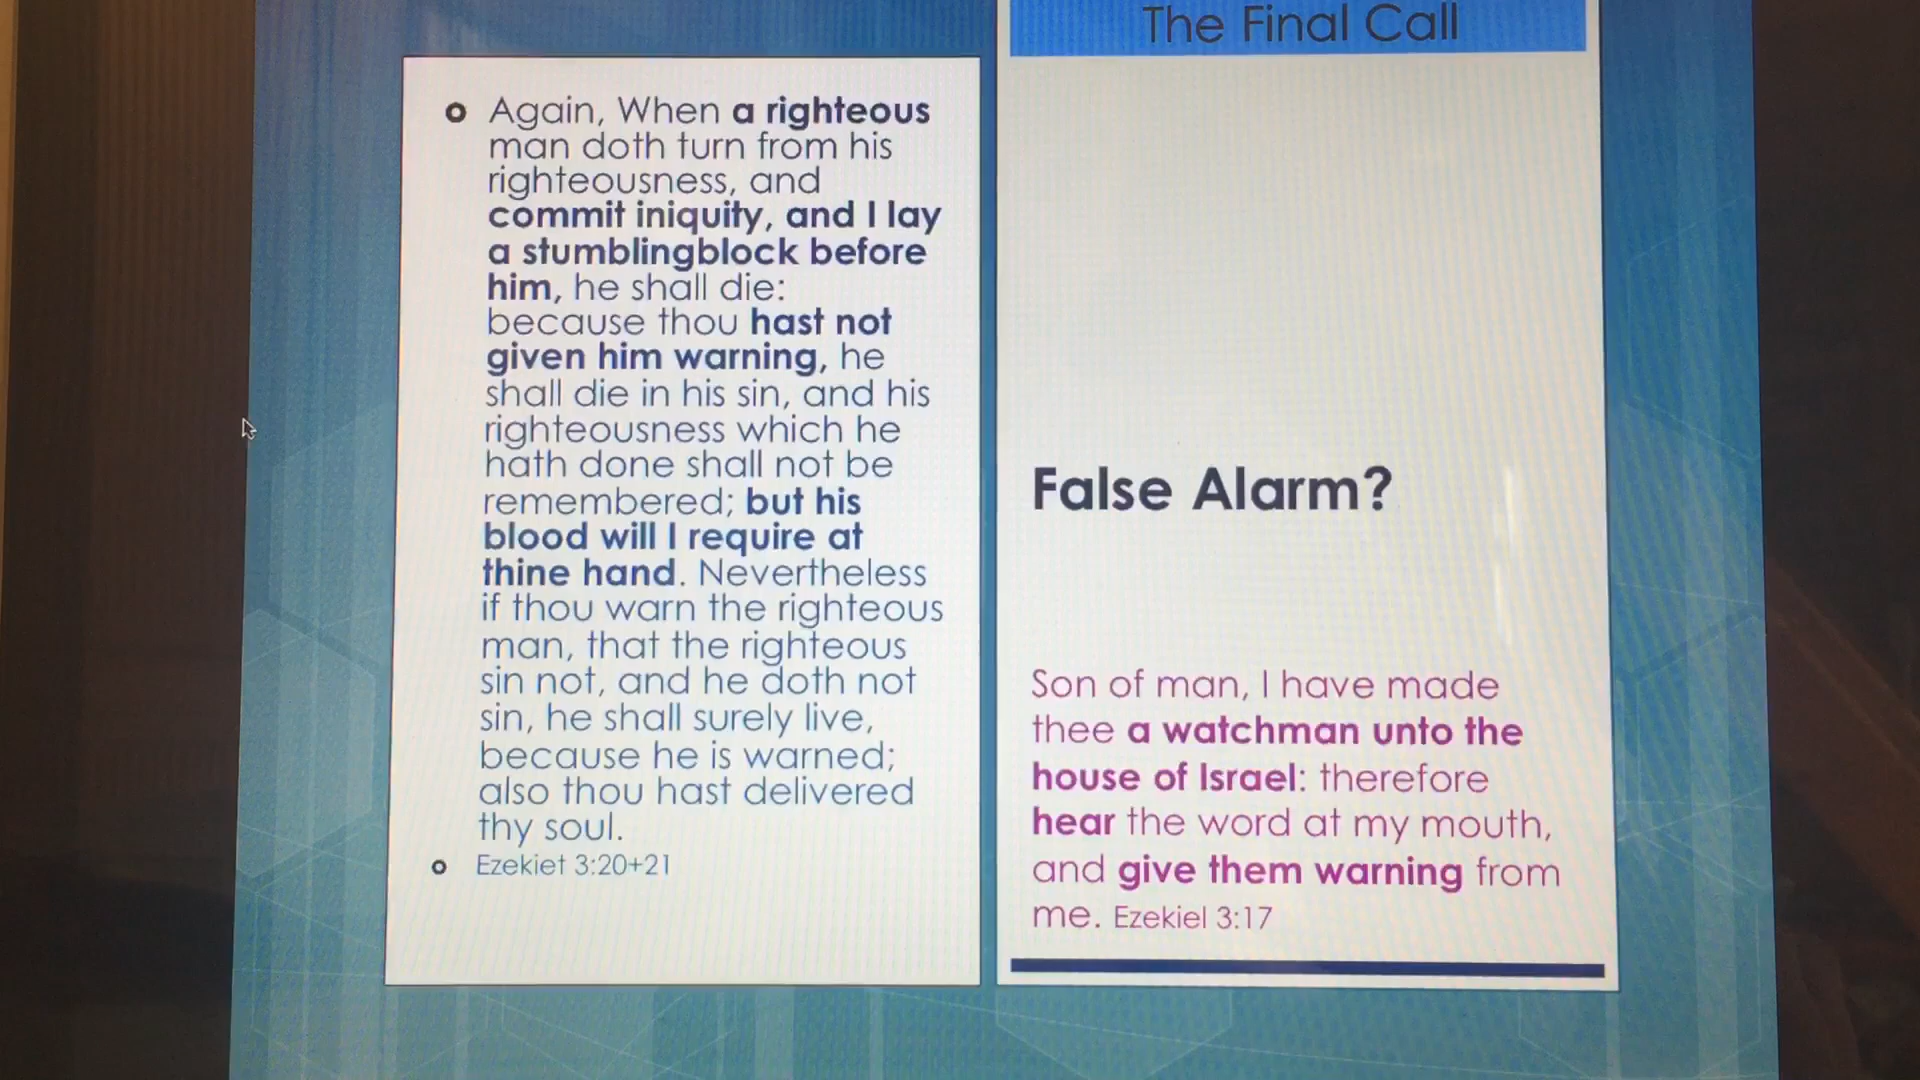 The Final Call
Again, When a righteous
man doth turn from his
righteousness, and
commit iniquity, and I lay
a stumblingblock before
him, he shall die:
because thou hast not
given him warning, he
shall die in his sin, and his
righteousness which he
hath done shall not be
remembered; but his
blood will I require at
thine hand. Nevertheless
if thou warn the righteous
man, that the righteous
sin not, and he doth not
sin, he shall surely live,
because he is warned;
also thou hast delivered
thy soul.
Ezekiet 3:20+21
False Alarm?
Son of man, I have made
thee a watchman unto the
house of Israel: therefore
hear the word at my mouth,
and give them warning from
me. Ezekiel 3:17